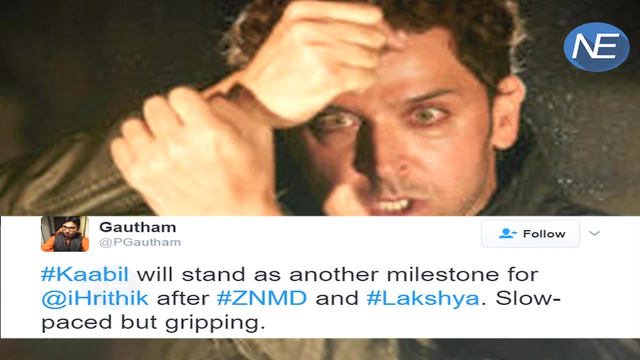 NE
Gautham
@PGautham
Follow
#Kaabil will stand as another milestone for
@iHrithik after #ZNMD and #Lakshya. Slow-
paced but gripping.